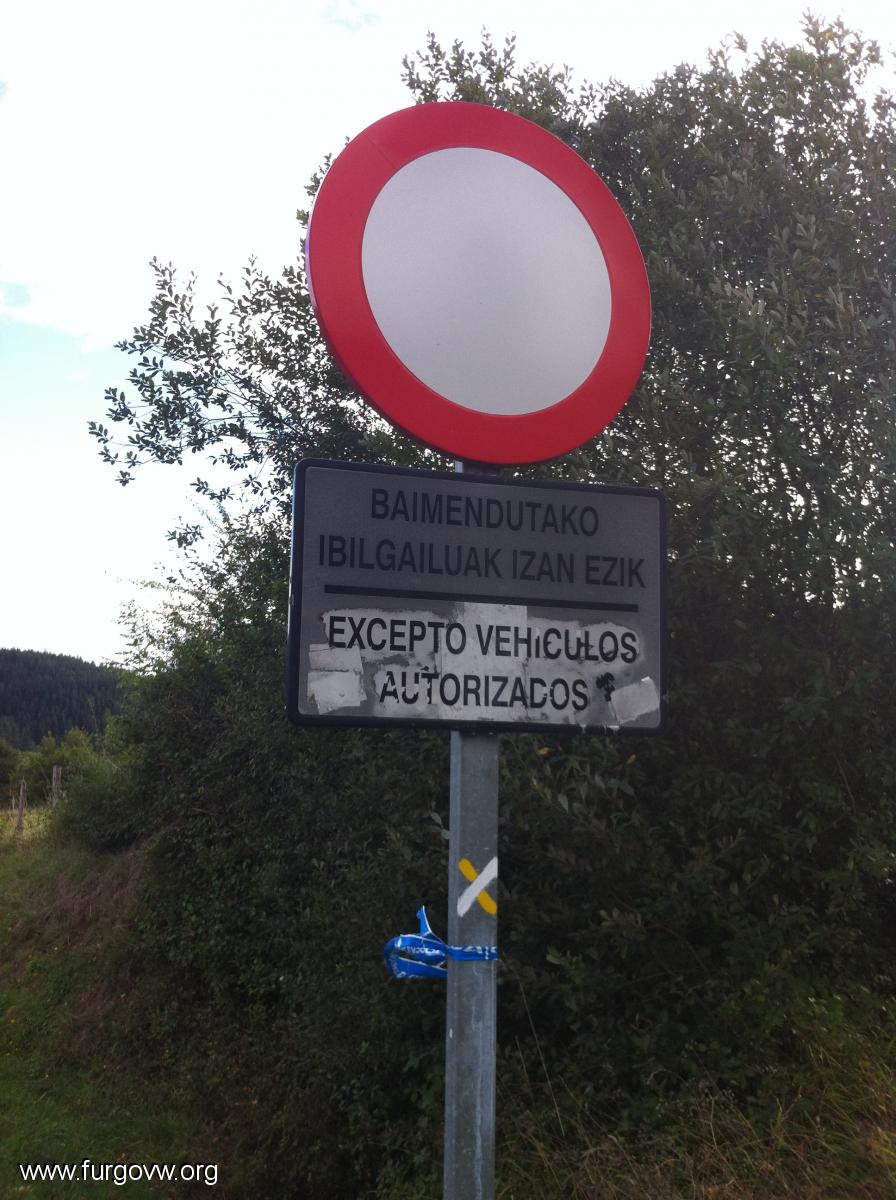 BAIMENDUTAKO
IBILGAILUAK IZAN EZIK
EXCEPTO VEHICULOS
AUTORIZADOS
www.furgovw.org